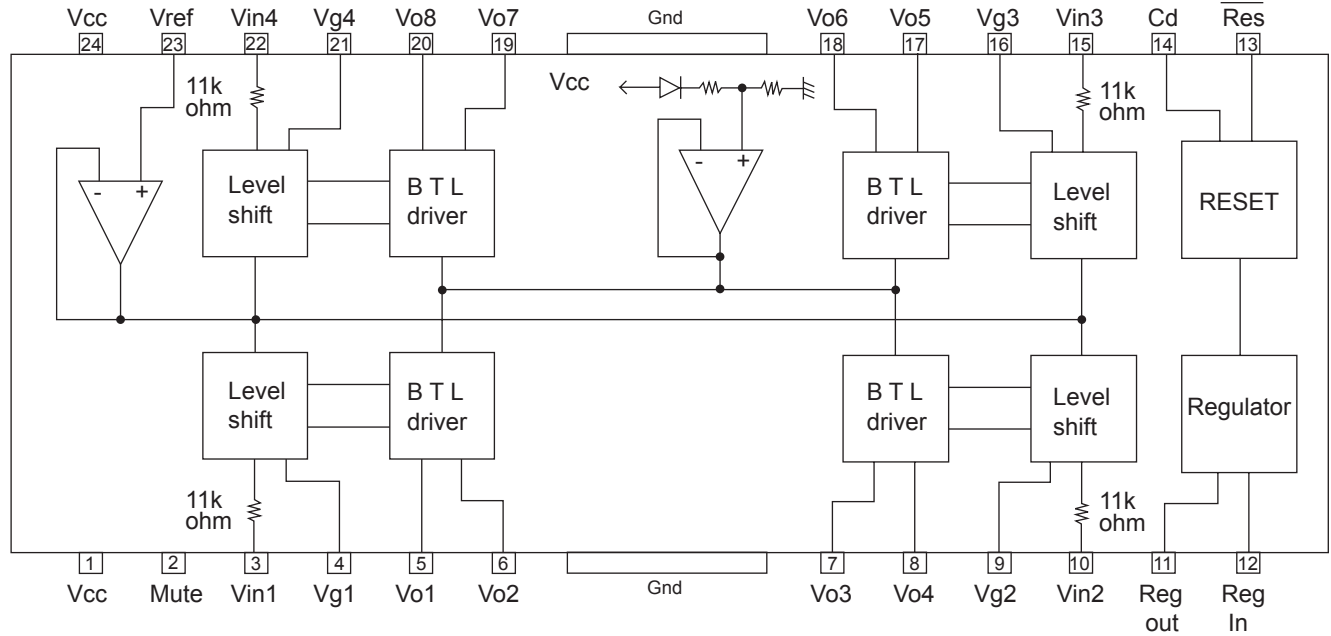 Vcc Vref Vin4 Vg4 Vo8 Vo7 Gnd Vo6 Vo5 Vg3 Vin3 Cd Res
24 23 22 21 20 19 18 17 16 15 14 13
11k
ohm
Vcc
11k
ohm
- +
Level
shift
B T L
driver
- +
B T L
driver
Level
shift
RESET
Level
shift
B T L
driver
B T L
driver
Level
shift
Regulator
11k
ohm
11k
ohm
1 2 3 4 5 6 7 8 9 10 11 12
Vcc Mute Vin1 Vg1 Vo1 Vo2 Gnd Vo3 Vo4 Vg2 Vin2 Reg
out
Reg
In